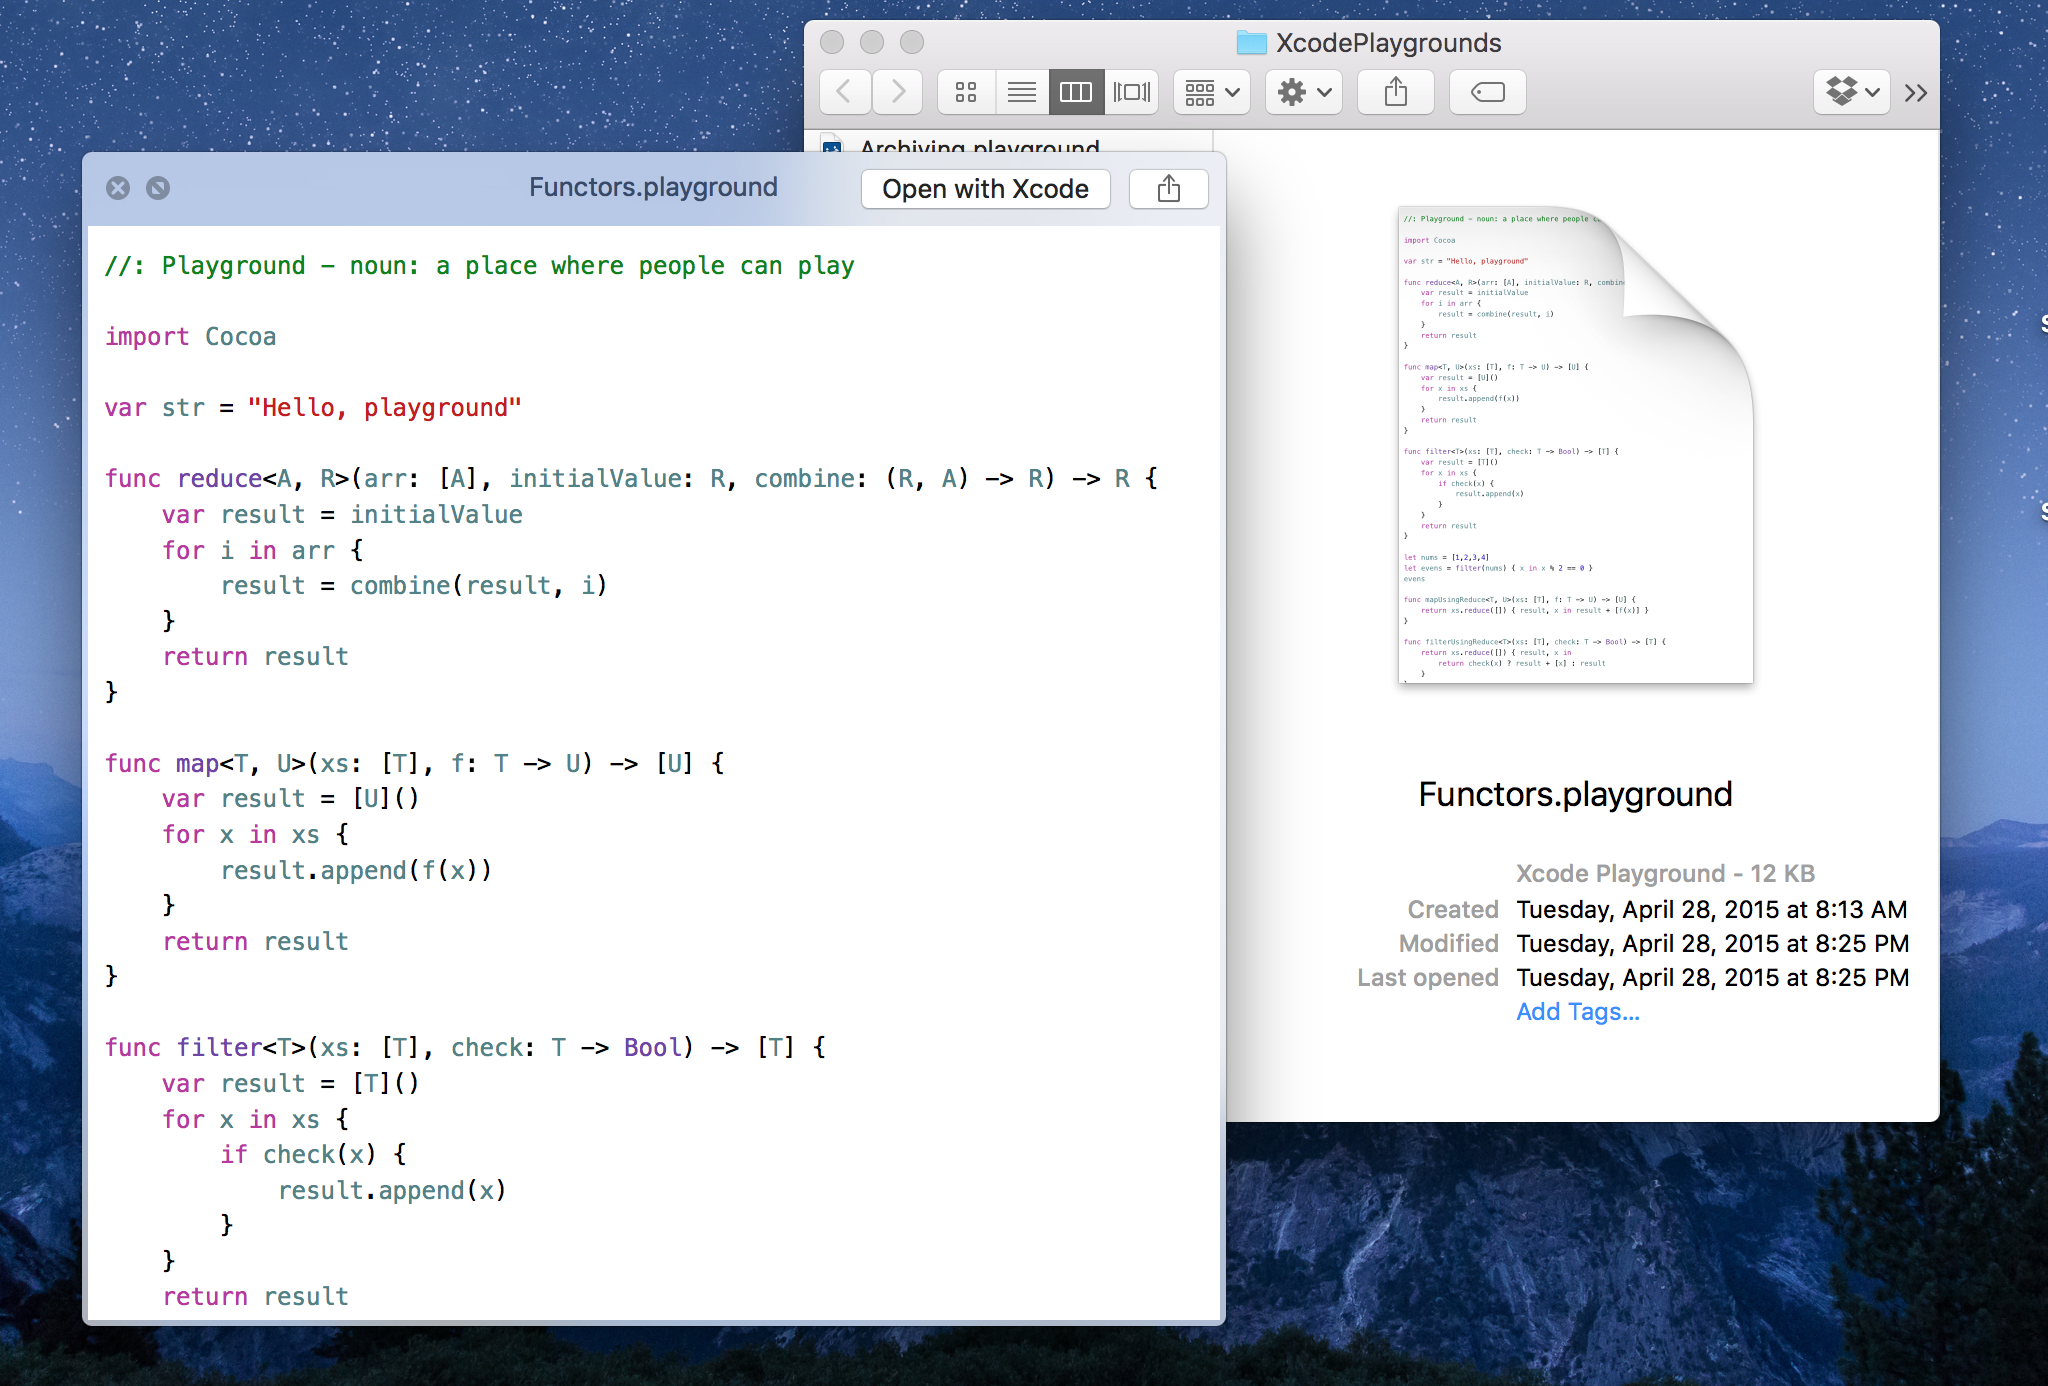 XcodePlaygrounds
Archiving.playground
Functors.playground
Open with Xcode
//: Playground - noun: a place where people can play
import Cocoa
var str = "Hello, playground"
func reduce<A, R>(arr: [A], initialValue: R, combine: (R, A) -> R) -> R {
    var result = initialValue
    for i in arr {
        result = combine(result, i)
    }
    return result
}
func map<T, U>(xs: [T], f: T -> U) -> [U] {
    var result = [U]()
    for x in xs {
        result.append(f(x))
    }
    return result
}
func filter<T>(xs: [T], check: T -> Bool) -> [T] {
    var result = [T]()
    for x in xs {
        if check(x) {
            result.append(x)
        }
    }
    return result
//: Playground - noun: a place where people
import Cocoa
var str = "Hello, playground"
func reduce<A, R>(arr: [A], initialValue: R, combine
    var result = initialValue
    for i in arr {
        result = combine(result, i)
    }
    return result
}
func map<T, U>(xs: [T], f: T -> U) -> [U] {
    var result = [U]()
    for x in xs {
        result.append(f(x))
    }
    return result
}
func filter<T>(xs: [T], check: T -> Bool) -> [T] {
    var result = [T]()
    for x in xs {
        if check(x) {
            result.append(x)
        }
    }
    return result
}
let nums = [1,2,3,4]
let evens = filter(nums) { x in x % 2 == 0 }
evens
func mapUsingReduce<T, U>(xs: [T], f: T -> U) -> [U] {
    return xs.reduce([]) { result, x in result + [f(x)] }
}
func filterUsingReduce<T>(xs: [T], check: T -> Bool) -> [T] {
    return xs.reduce([]) { result, x in
        return check(x) ? result + [x] : result
    }
Functors.playground
Xcode Playground - 12 KB
Created Tuesday, April 28, 2015 at 8:13 AM
Modified Tuesday, April 28, 2015 at 8:25 PM
Last opened Tuesday, April 28, 2015 at 8:25 PM
Add Tags...